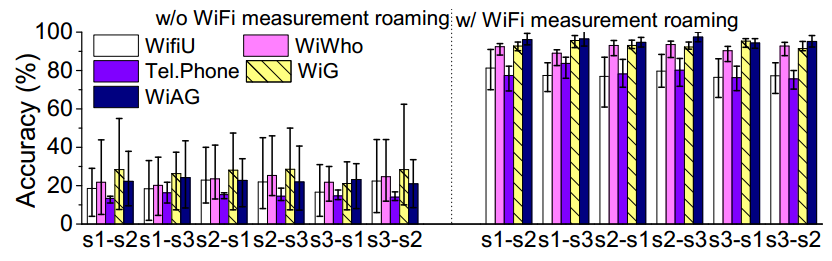 w/o WiFi measurement roaming w/ WiFi measurement roaming
WifiU WiWho
Tel.Phone WiG
WiAG
Accuracy (%)
100
80
60
40
20
0
s1-s2 s1-s3 s2-s1 s2-s3 s3-s1 s3-s2 s1-s2 s1-s3 s2-s1 s2-s3 s3-s1 s3-s2